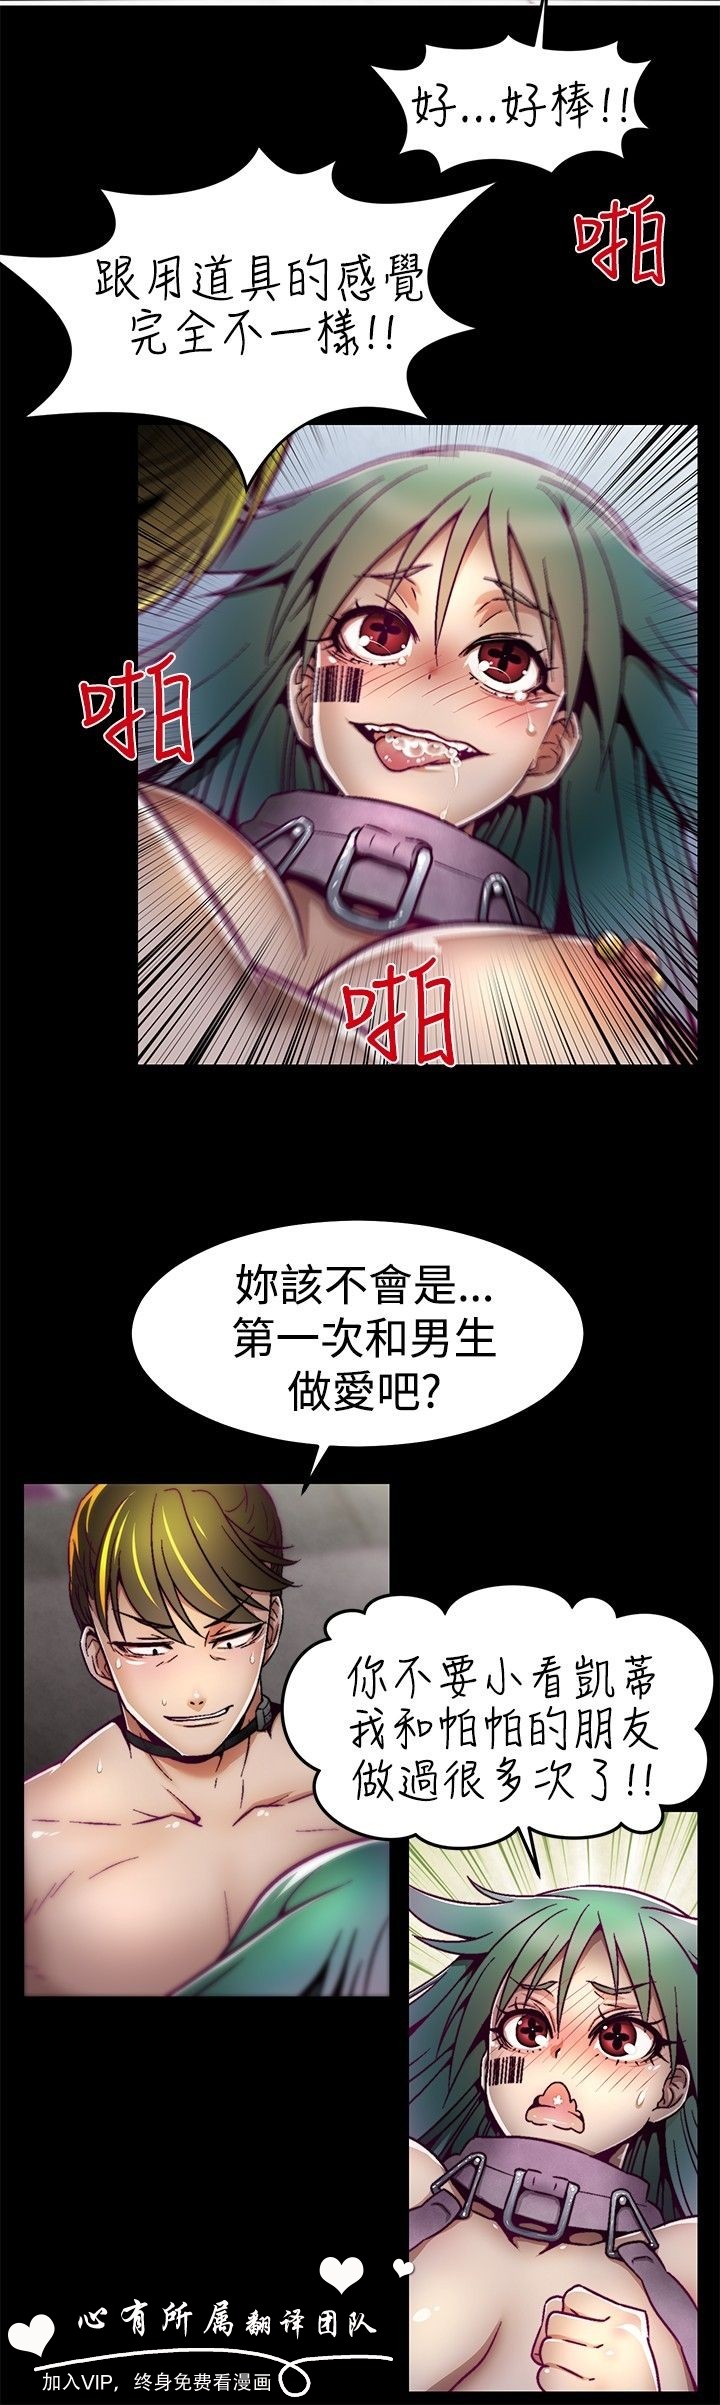 好...好棒!!
啪
跟用道具的感覺
完全不一樣!!
啪
啪
妳該不會是...
第一次和男生
做愛吧?
你不要小看凱蒂
我和帕帕的朋友
做過很多次了!!
心有所属翻译团队
加入VIP，终身免费看漫画